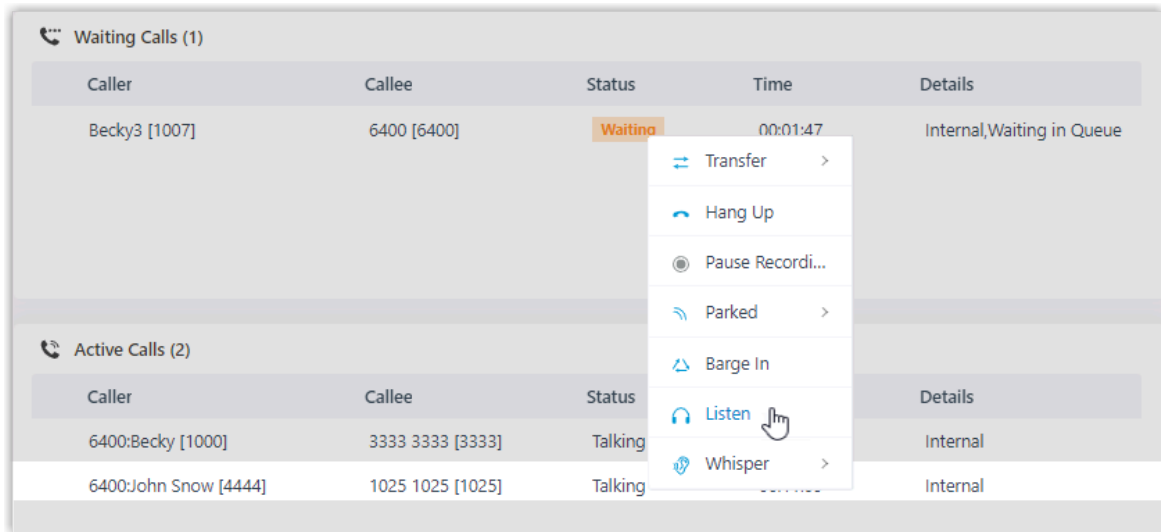 Waiting Calls (1)
Caller Callee Status Time Details
Becky3 [1007] 6400 [6400] Waiting 00:01:47 Internal,Waiting in Queue
Transfer
Hang Up
Pause Recordi...
Parked
Barge In
Listen
Whisper
Active Calls (2)
Caller Callee Status Details
6400:Becky [1000] 3333 3333 [3333] Talking Internal
6400:John Snow [4444] 1025 1025 [1025] Talking Internal